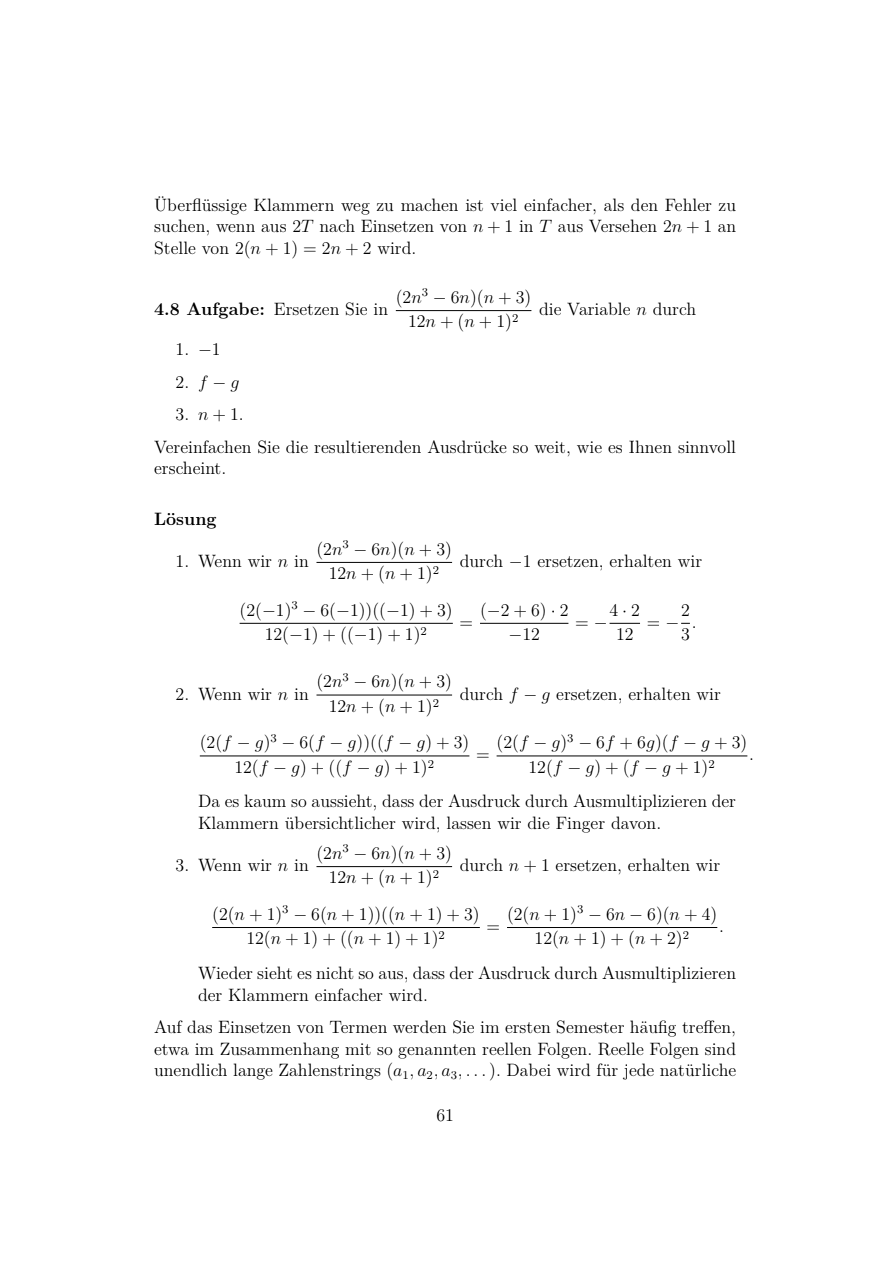 Überflüssige Klammern weg zu machen ist viel einfacher, als den Fehler zu
suchen, wenn aus 2T nach Einsetzen von n + 1 in T aus Versehen 2n + 1 an
Stelle von 2(n + 1) = 2n + 2 wird.
4.8 Aufgabe: Ersetzen Sie in \frac{(2n^3 − 6n)(n + 3)}{12n + (n + 1)^2} die Variable n durch
1. −1
2. f − g
3. n + 1.
Vereinfachen Sie die resultierenden Ausdrücke so weit, wie es Ihnen sinnvoll
erscheint.
Lösung
1. Wenn wir n in \frac{(2n^3 − 6n)(n + 3)}{12n + (n + 1)^2} durch −1 ersetzen, erhalten wir
\frac{(2(−1)^3 − 6(−1))((−1) + 3)}{12(−1) + ((−1) + 1)^2} = \frac{(−2 + 6) · 2}{−12} = −\frac{4 · 2}{12} = −\frac{2}{3}.
2. Wenn wir n in \frac{(2n^3 − 6n)(n + 3)}{12n + (n + 1)^2} durch f − g ersetzen, erhalten wir
\frac{(2(f − g)^3 − 6(f − g))((f − g) + 3)}{12(f − g) + ((f − g) + 1)^2} = \frac{(2(f − g)^3 − 6f + 6g)(f − g + 3)}{12(f − g) + (f − g + 1)^2}.
Da es kaum so aussieht, dass der Ausdruck durch Ausmultiplizieren der
Klammern übersichtlicher wird, lassen wir die Finger davon.
3. Wenn wir n in \frac{(2n^3 − 6n)(n + 3)}{12n + (n + 1)^2} durch n + 1 ersetzen, erhalten wir
\frac{(2(n + 1)^3 − 6(n + 1))((n + 1) + 3)}{12(n + 1) + ((n + 1) + 1)^2} = \frac{(2(n + 1)^3 − 6n − 6)(n + 4)}{12(n + 1) + (n + 2)^2}.
Wieder sieht es nicht so aus, dass der Ausdruck durch Ausmultiplizieren
der Klammern einfacher wird.
Auf das Einsetzen von Termen werden Sie im ersten Semester häufig treffen,
etwa im Zusammenhang mit so genannten reellen Folgen. Reelle Folgen sind
unendlich lange Zahlenstrings (a_1, a_2, a_3, . . . ). Dabei wird für jede natürliche
61